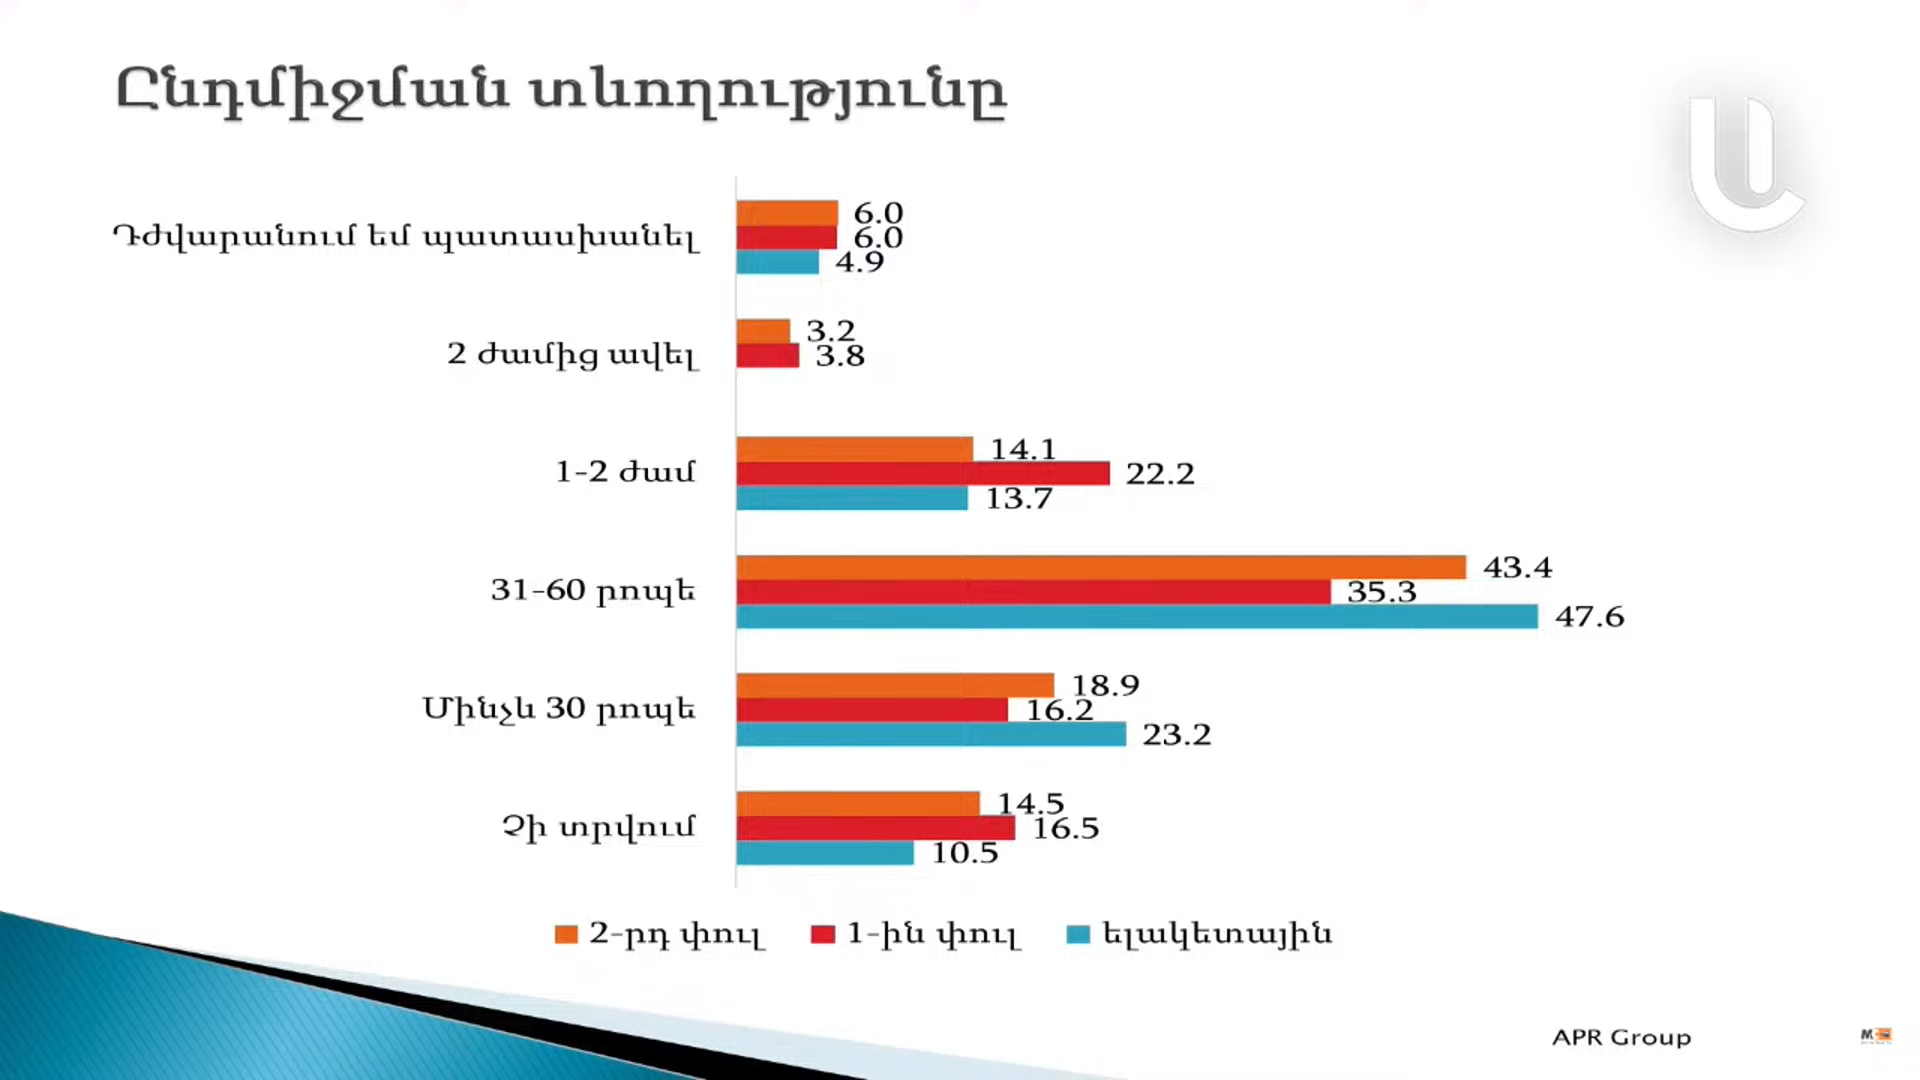 Ընդմիջման տևողությունը
Դժվարանում եմ պատասխանել
6.0
6.0
4.9
2 ժամից ավել
3.2
3.8
1-2 ժամ
14.1
22.2
13.7
31-60 րոպե
43.4
35.3
47.6
Մինչև 30 րոպե
18.9
16.2
23.2
Չի տրվում
14.5
16.5
10.5
2-րդ փուլ 1-ին փուլ ելակետային
APR Group